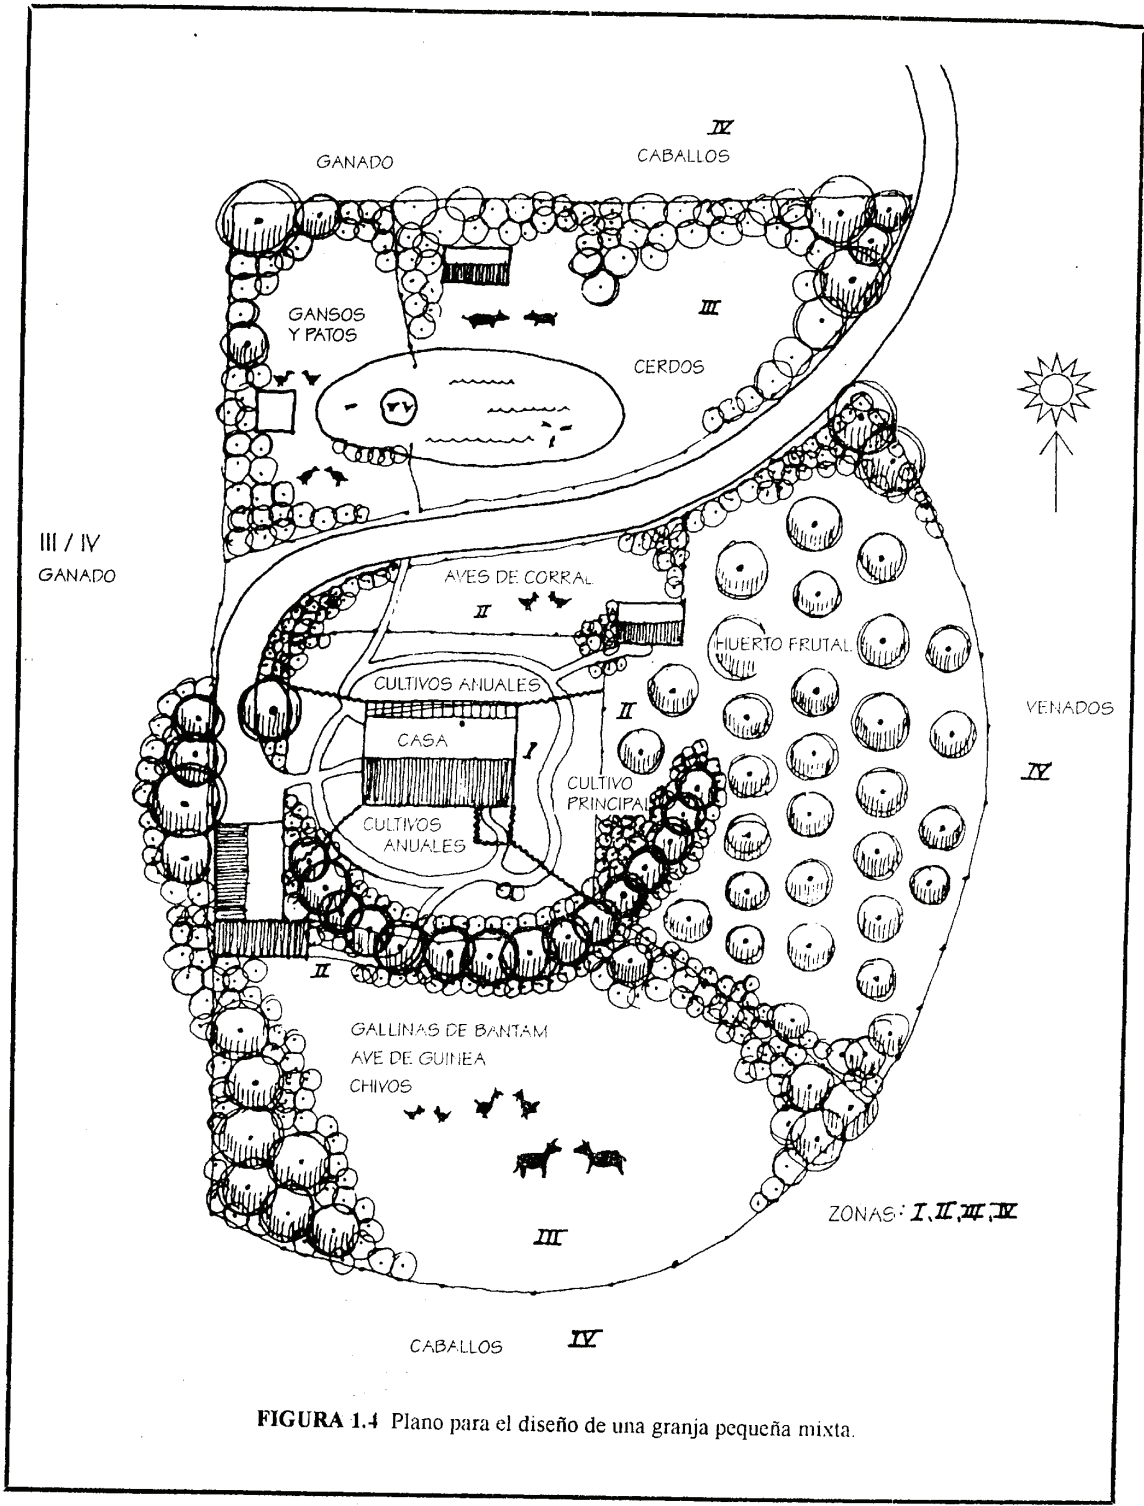 IV
GANADO
CABALLOS
GANSOS
Y PATOS
III
CERDOS
III / IV
GANADO
AVES DE CORRAL
II
HUERTO FRUTAL
CULTIVOS ANUALES
II
VENADOS
CASA
I
IV
CULTIVO
PRINCIPAL
CULTIVOS
ANUALES
II
GALLINAS DE BANTAM
AVE DE GUINEA
CHIVOS
ZONAS: I, II, III, IV
III
CABALLOS
IV
FIGURA 1.4 Plano para el diseño de una granja pequeña mixta.